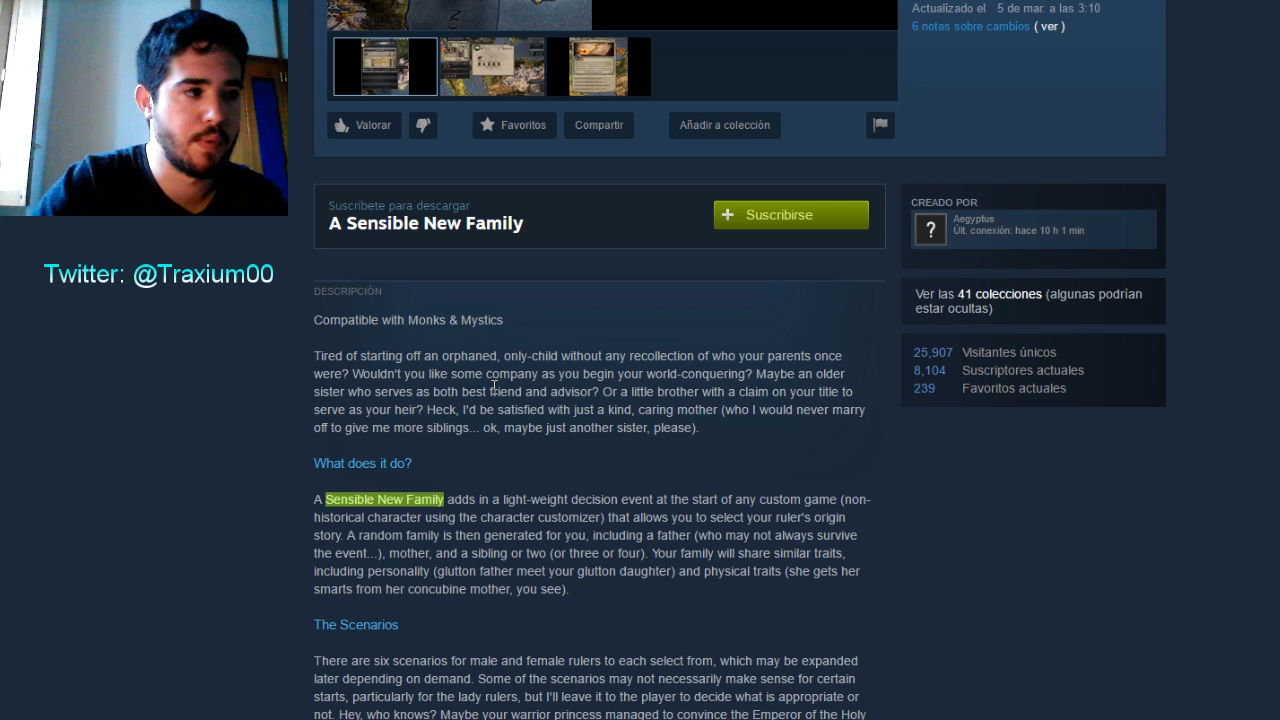 Actualizado el 5 de mar. a las 3:10
6 notas sobre cambios ( ver )
Valorar
Favoritos
Compartir
Añadir a colección
Suscríbete para descargar
A Sensible New Family
Suscribirse
CREADO POR
Aegyptus
Últ. conexión: hace 10 h 1 min
Twitter: @Traxium00
Ver las 41 colecciones (algunas podrían
estar ocultas)
25,907 Visitantes únicos
8,104 Suscriptores actuales
239 Favoritos actuales
DESCRIPCIÓN
Compatible with Monks & Mystics
Tired of starting off an orphaned, only-child without any recollection of who your parents once
were? Wouldn't you like some company as you begin your world-conquering? Maybe an older
sister who serves as both best friend and advisor? Or a little brother with a claim on your title to
serve as your heir? Heck, I'd be satisfied with just a kind, caring mother (who I would never marry
off to give me more siblings... ok, maybe just another sister, please).
What does it do?
A Sensible New Family adds in a light-weight decision event at the start of any custom game (non-
historical character using the character customizer) that allows you to select your ruler's origin
story. A random family is then generated for you, including a father (who may not always survive
the event...), mother, and a sibling or two (or three or four). Your family will share similar traits,
including personality (glutton father meet your glutton daughter) and physical traits (she gets her
smarts from her concubine mother, you see).
The Scenarios
There are six scenarios for male and female rulers to each select from, which may be expanded
later depending on demand. Some of the scenarios may not necessarily make sense for certain
starts, particularly for the lady rulers, but I'll leave it to the player to decide what is appropriate or
not. Hey, who knows? Maybe your warrior princess managed to convince the Emperor of the Holy